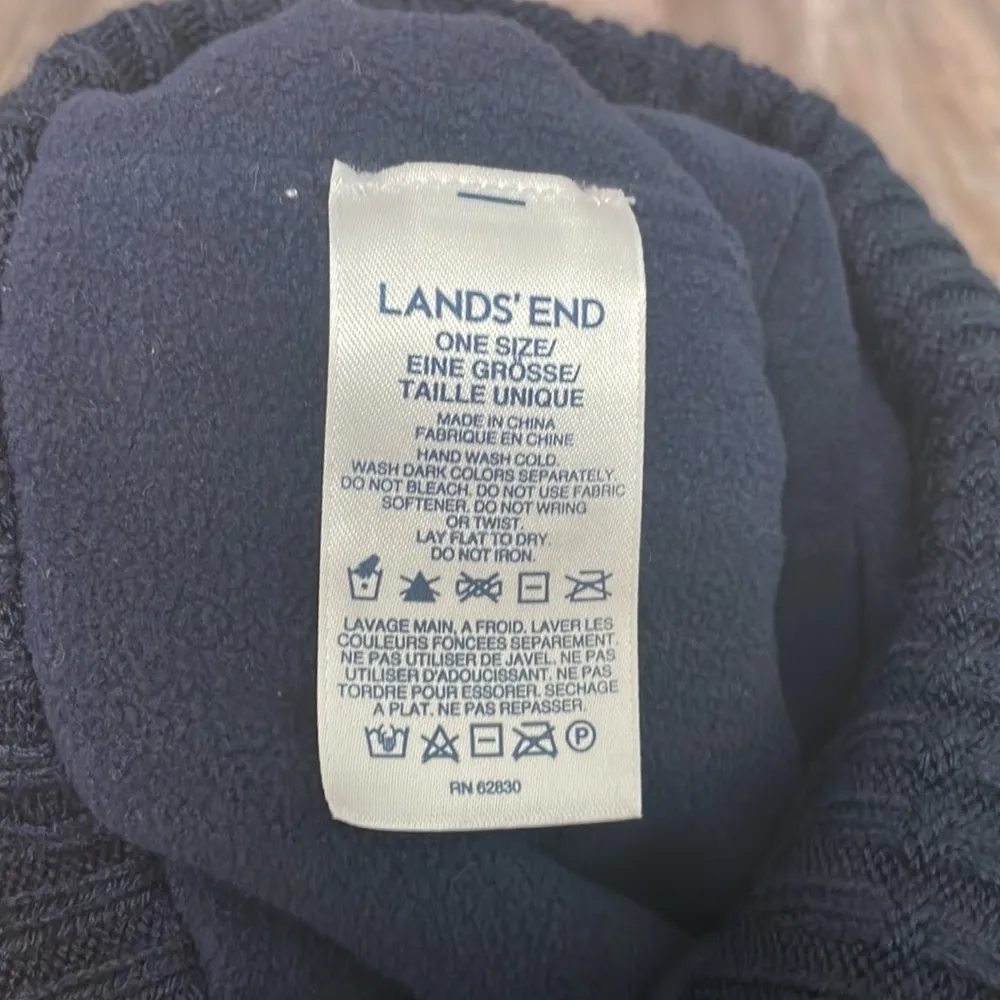 LANDS' END
ONE SIZE/
EINE GRÖSSE/
TAILLE UNIQUE
MADE IN CHINA
FABRIQUE EN CHINE
HAND WASH COLD.
WASH DARK COLORS SEPARATELY.
DO NOT BLEACH. DO NOT USE FABRIC
SOFTENER. DO NOT WRING
OR TWIST.
LAY FLAT TO DRY.
DO NOT IRON.
LAVAGE MAIN, A FROID. LAVER LES
COULEURS FONCEES SEPAREMENT.
NE PAS UTILISER DE JAVEL. NE PAS
UTILISER D'ADOUCISSANT. NE PAS
TORDRE POUR ESSORER. SECHAGE
A PLAT. NE PAS REPASSER.
P
RN 62830